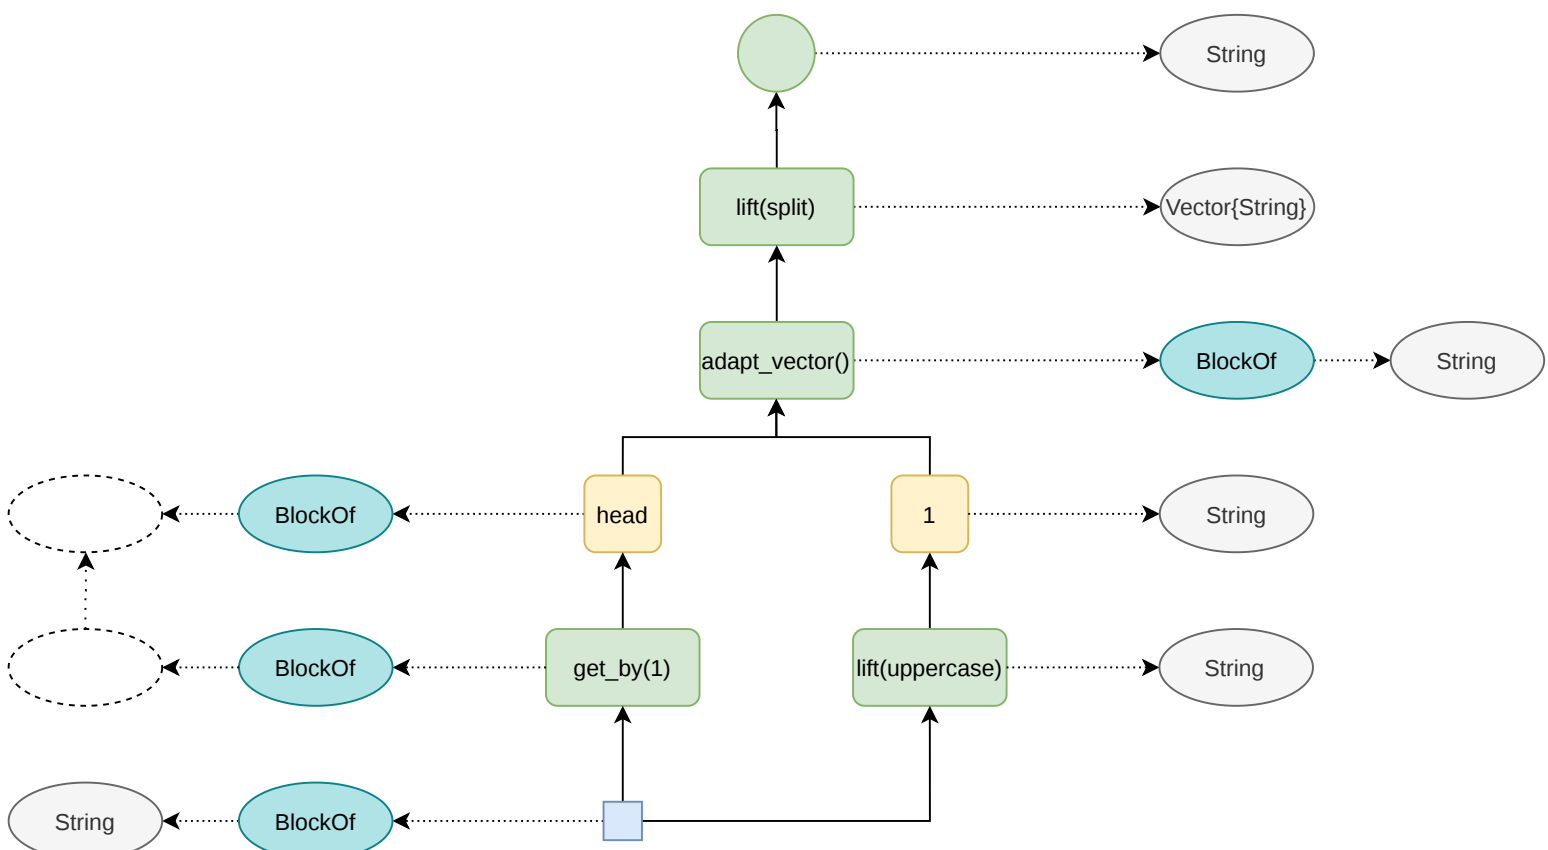 String
lift(split)
Vector{String}
adapt_vector()
BlockOf
String
BlockOf
head
1
String
BlockOf
get_by(1)
lift(uppercase)
String
String
BlockOf